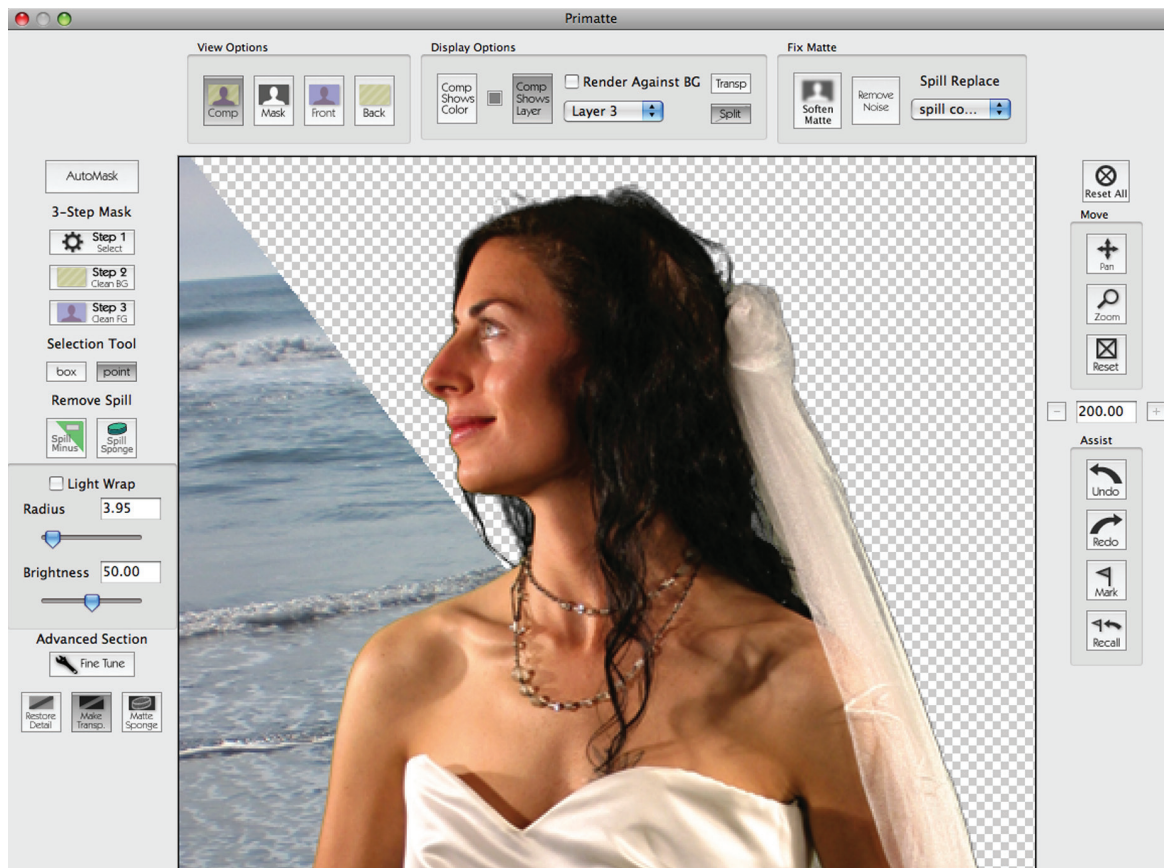 Primatte
View Options
Comp
Mask
Front
Back
Display Options
Comp
Shows
Color
Comp
Shows
Layer
Render Against BG
Layer 3
Transp
Split
Fix Matte
Soften
Matte
Remove
Noise
Spill Replace
spill co...
AutoMask
3-Step Mask
Step 1
Select
Step 2
Clean BG
Step 3
Clean FG
Selection Tool
box
point
Remove Spill
Spill
Minus
Spill
Sponge
Light Wrap
Radius
3.95
Brightness
50.00
Advanced Section
Fine Tune
Restore
Detail
Make
Transp.
Matte
Sponge
Reset All
Move
Pan
Zoom
Reset
200.00
Assist
Undo
Redo
Mark
Recall